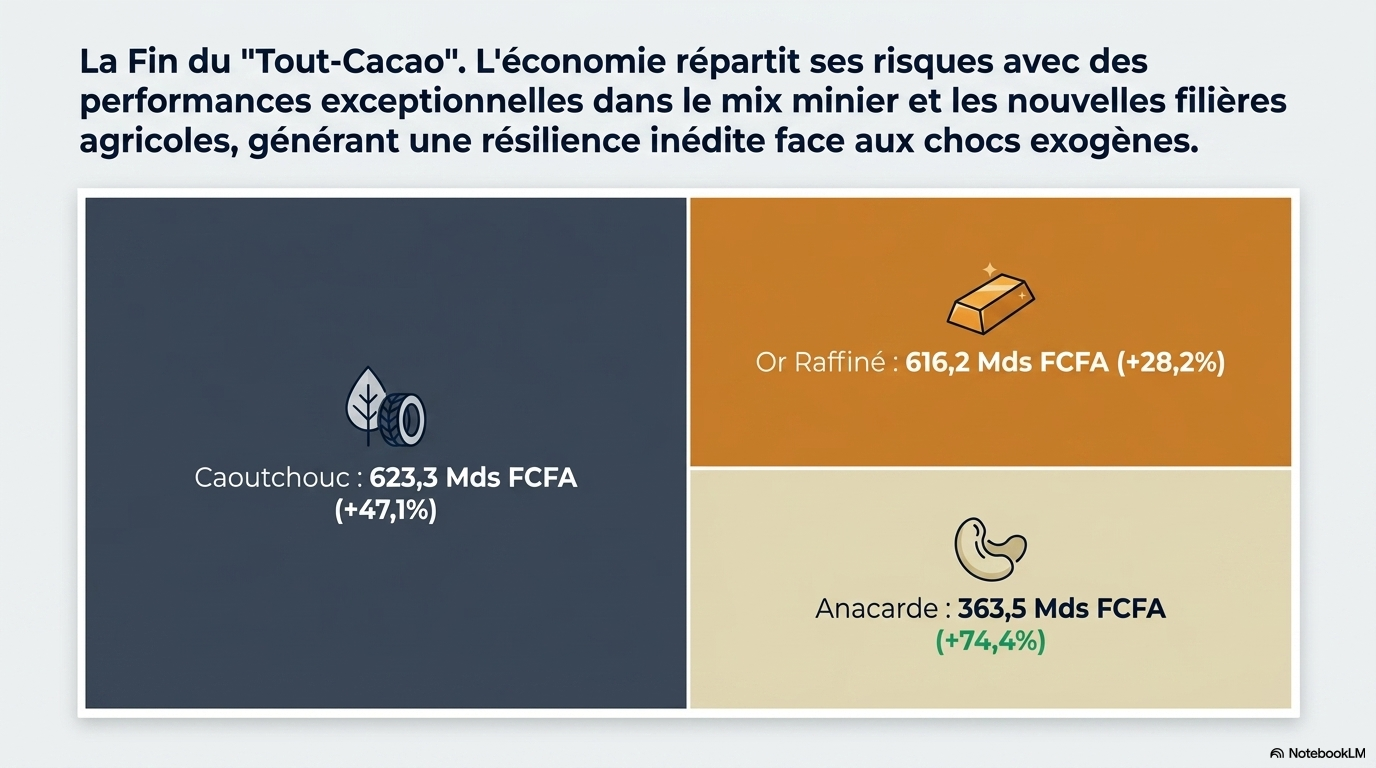 La Fin du "Tout-Cacao". L'économie répartit ses risques avec des
performances exceptionnelles dans le mix minier et les nouvelles filières
agricoles, générant une résilience inédite face aux chocs exogènes.
Caoutchouc : 623,3 Mds FCFA
(+47,1%)
Or Raffiné : 616,2 Mds FCFA (+28,2%)
Anacarde : 363,5 Mds FCFA
(+74,4%)
NotebookLM